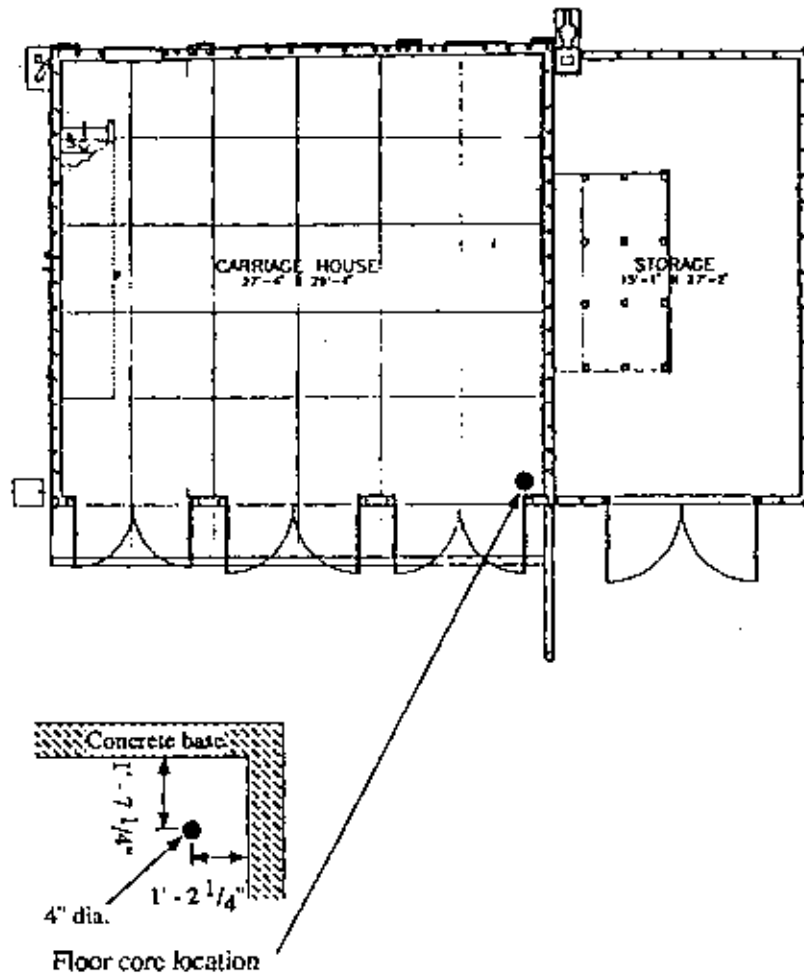 CARRIAGE HOUSE
STORAGE
Concrete base
1' - 7 1/4"
1' - 2 1/4"
4" dia.
Floor core location